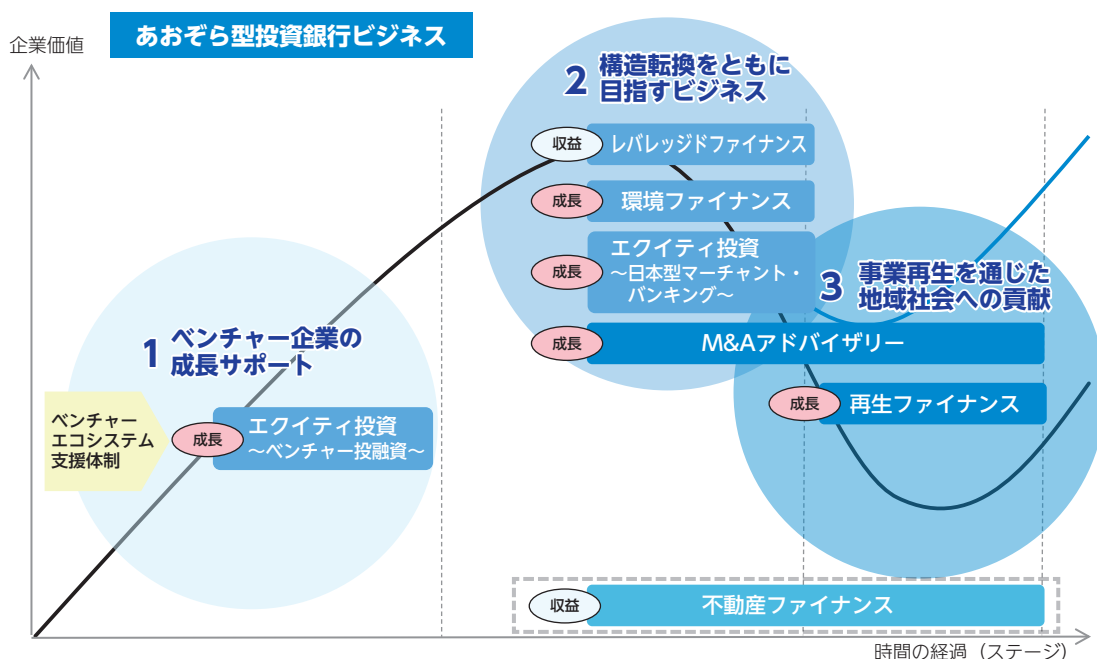 企業価値
あおぞら型投資銀行ビジネス
1 ベンチャー企業の
成長サポート
ベンチャー
エコシステム
支援体制
成長
エクイティ投資
～ベンチャー投融資～
2 構造転換をともに
目指すビジネス
収益
レバレッジドファイナンス
成長
環境ファイナンス
成長
エクイティ投資
～日本型マーチャント・
バンキング～
成長
M&Aアドバイザリー
3 事業再生を通じた
地域社会への貢献
成長
再生ファイナンス
収益
不動産ファイナンス
時間の経過（ステージ）